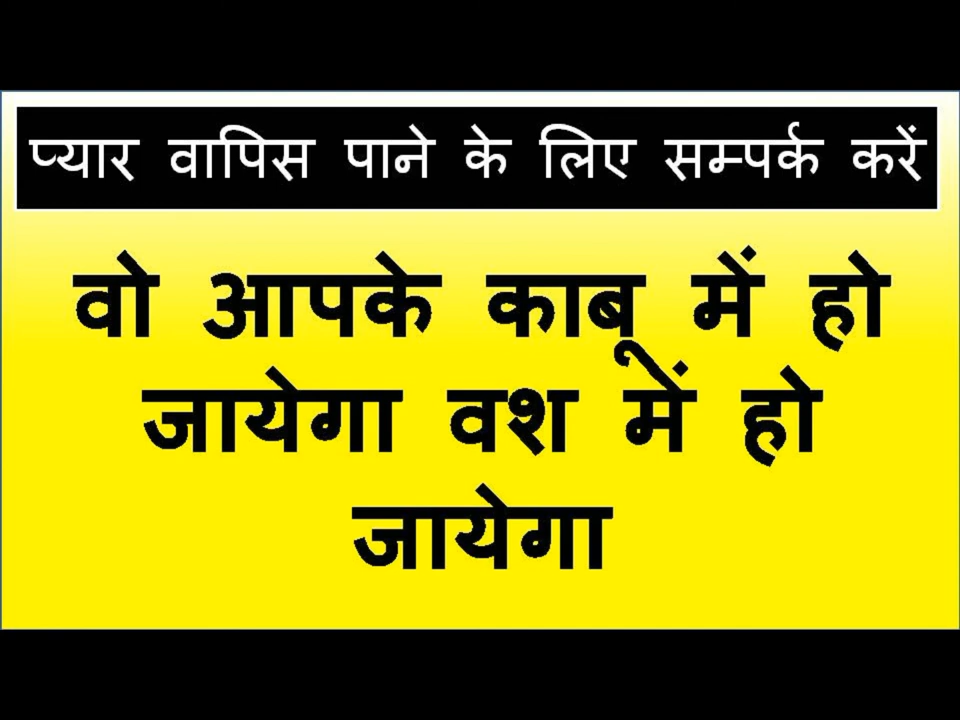 प्यार वापिस पाने के लिए सम्पर्क करें
वो आपके काबू में हो
जायेगा वश में हो
जायेगा